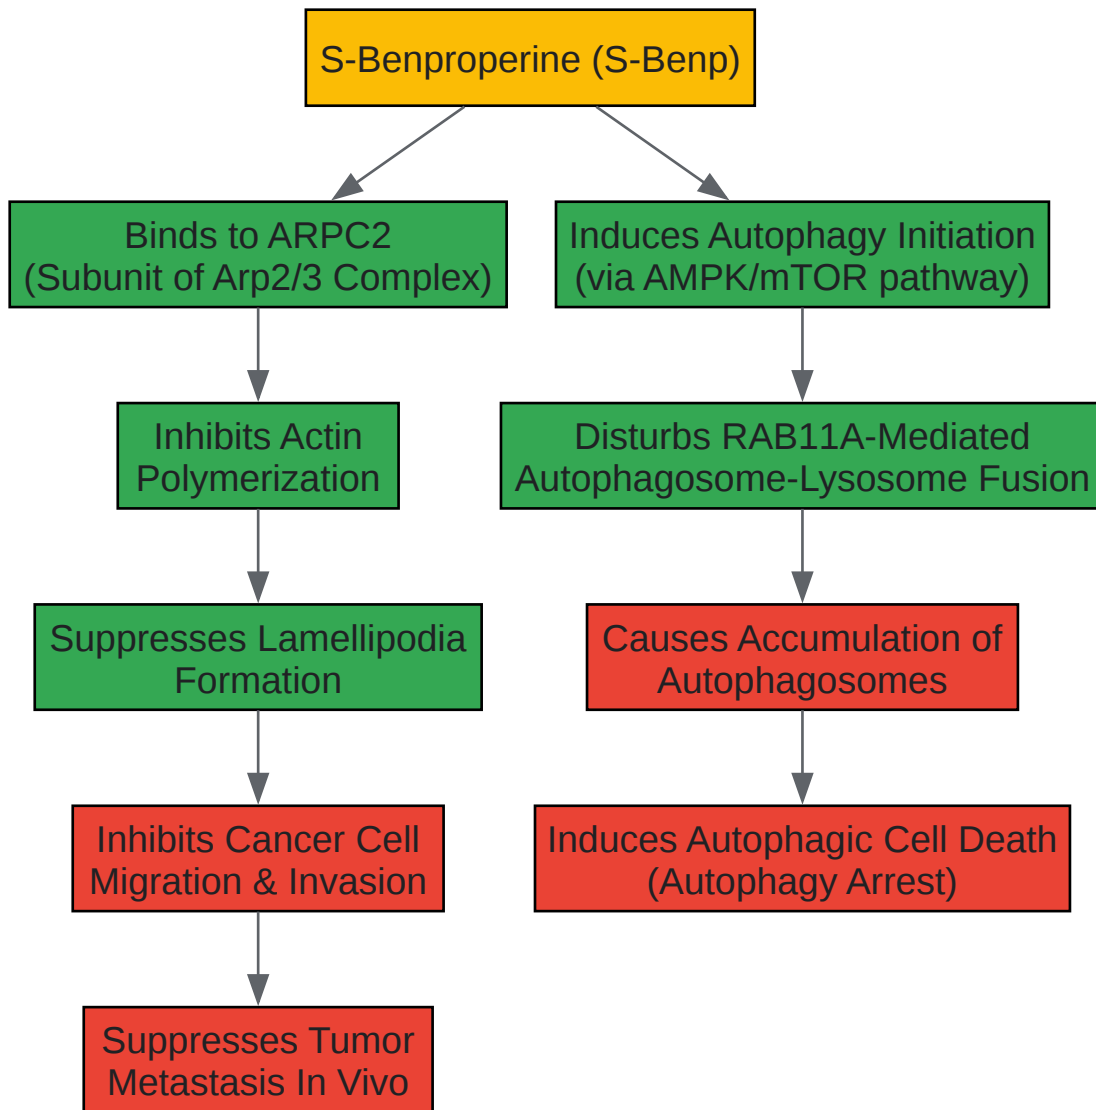 S-Benproperine (S-Benp)
Binds to ARPC2
(Subunit of Arp2/3 Complex)
Induces Autophagy Initiation
(via AMPK/mTOR pathway)
Inhibits Actin
Polymerization
Disturbs RAB11A-Mediated
Autophagosome-Lysosome Fusion
Suppresses Lamellipodia
Formation
Causes Accumulation of
Autophagosomes
Inhibits Cancer Cell
Migration & Invasion
Induces Autophagic Cell Death
(Autophagy Arrest)
Suppresses Tumor
Metastasis In Vivo